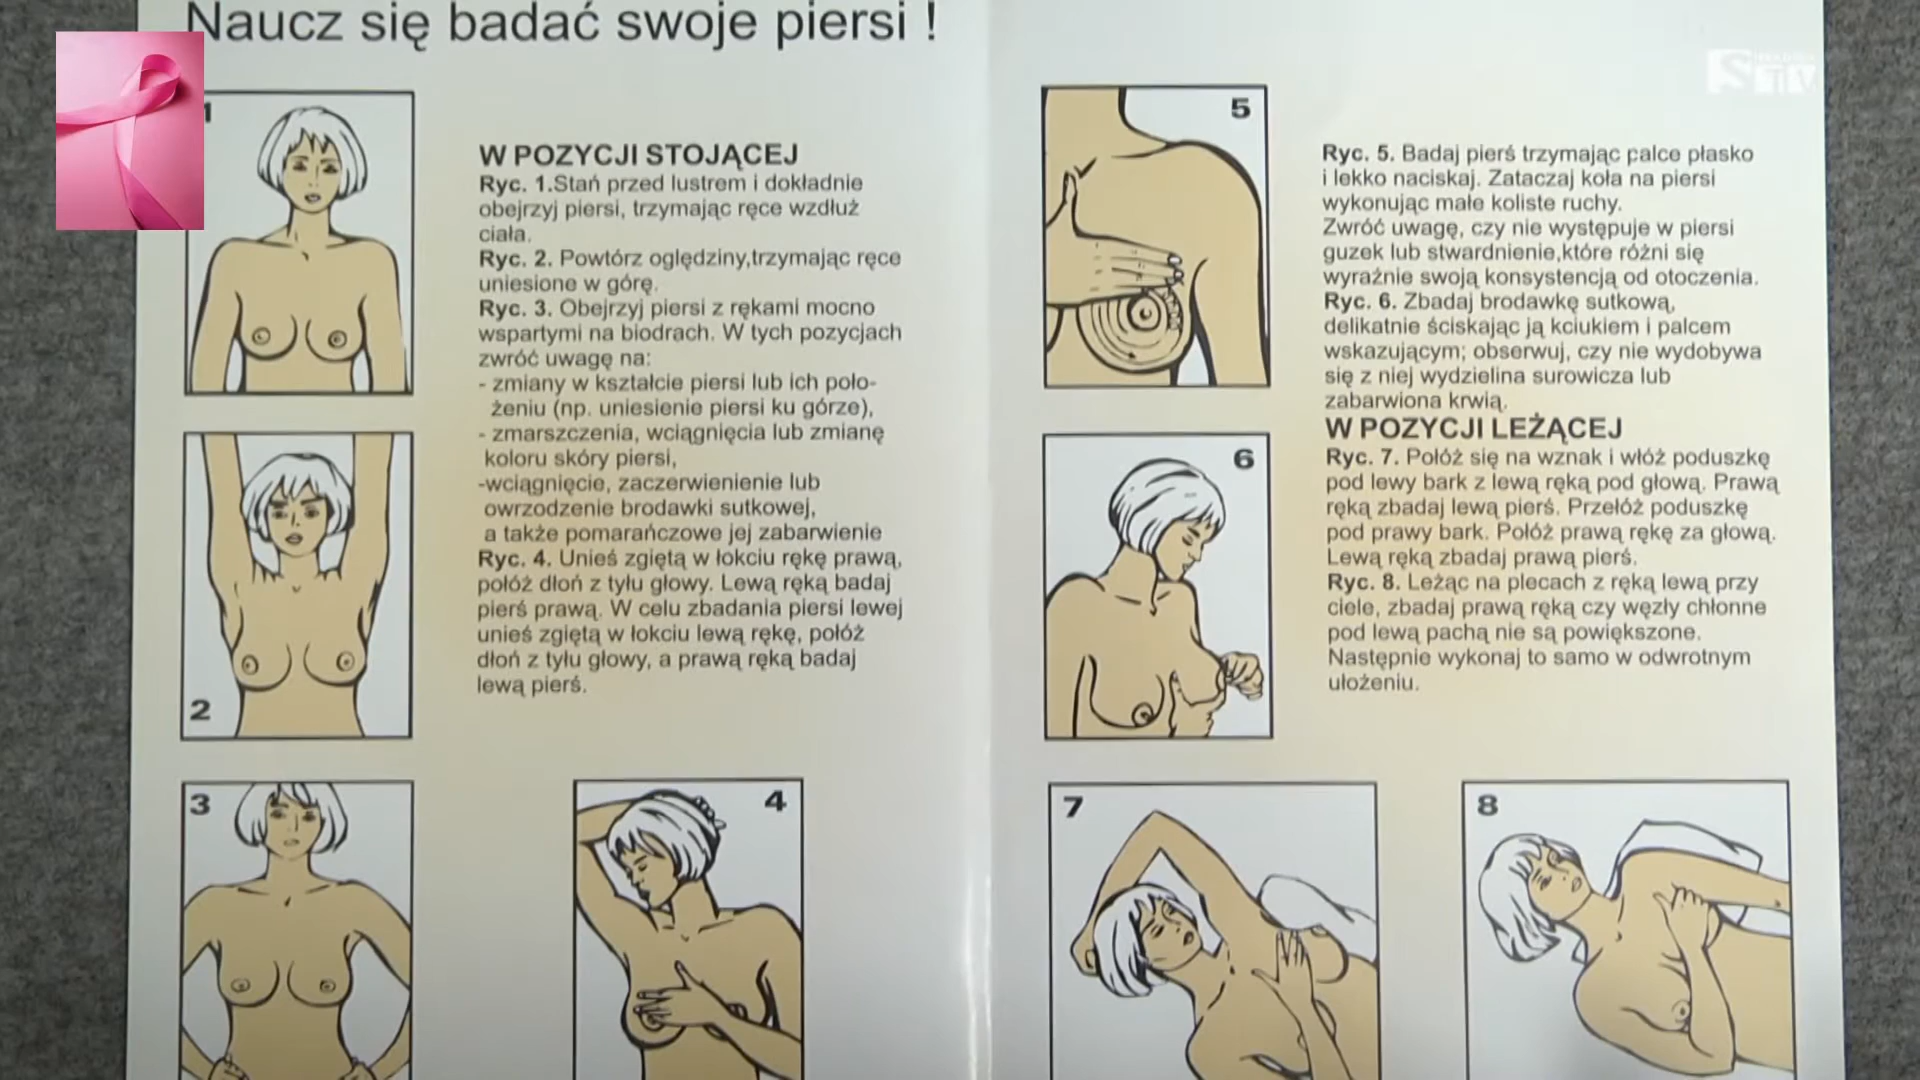 Naucz się badać swoje piersi !
1
W POZYCJI STOJĄCEJ
Ryc. 1.Stań przed lustrem i dokładnie
obejrzyj piersi, trzymając ręce wzdłuż
ciała.
Ryc. 2. Powtórz oględziny,trzymając ręce
uniesione w górę.
Ryc. 3. Obejrzyj piersi z rękami mocno
wspartymi na biodrach. W tych pozycjach
zwróć uwagę na:
- zmiany w kształcie piersi lub ich poło-
żeniu (np. uniesienie piersi ku górze),
- zmarszczenia, wciągnięcia lub zmianę
koloru skóry piersi,
-wciągnięcie, zaczerwienienie lub
owrzodzenie brodawki sutkowej,
a także pomarańczowe jej zabarwienie
Ryc. 4. Unieś zgiętą w łokciu rękę prawą,
połóż dłoń z tyłu głowy. Lewą ręką badaj
pierś prawą. W celu zbadania piersi lewej
unieś zgiętą w łokciu lewą rękę, połóż
dłoń z tyłu głowy, a prawą ręką badaj
lewą pierś.
2
3
4
5
Ryc. 5. Badaj pierś trzymając palce płasko
i lekko naciskaj. Zataczaj koła na piersi
wykonując małe koliste ruchy.
Zwróć uwagę, czy nie występuje w piersi
guzek lub stwardnienie,które różni się
wyraźnie swoją konsystencją od otoczenia.
Ryc. 6. Zbadaj brodawkę sutkową,
delikatnie ściskając ją kciukiem i palcem
wskazującym; obserwuj, czy nie wydobywa
się z niej wydzielina surowicza lub
zabarwiona krwią.
W POZYCJI LEŻĄCEJ
Ryc. 7. Połóż się na wznak i włóż poduszkę
pod lewy bark z lewą ręką pod głową. Prawą
ręką zbadaj lewą pierś. Przełóż poduszkę
pod prawy bark. Połóż prawą rękę za głową.
Lewą ręką zbadaj prawą pierś.
Ryc. 8. Leżąc na plecach z ręką lewą przy
ciele, zbadaj prawą ręką czy węzły chłonne
pod lewą pachą nie są powiększone.
Następnie wykonaj to samo w odwrotnym
ułożeniu.
6
7
8